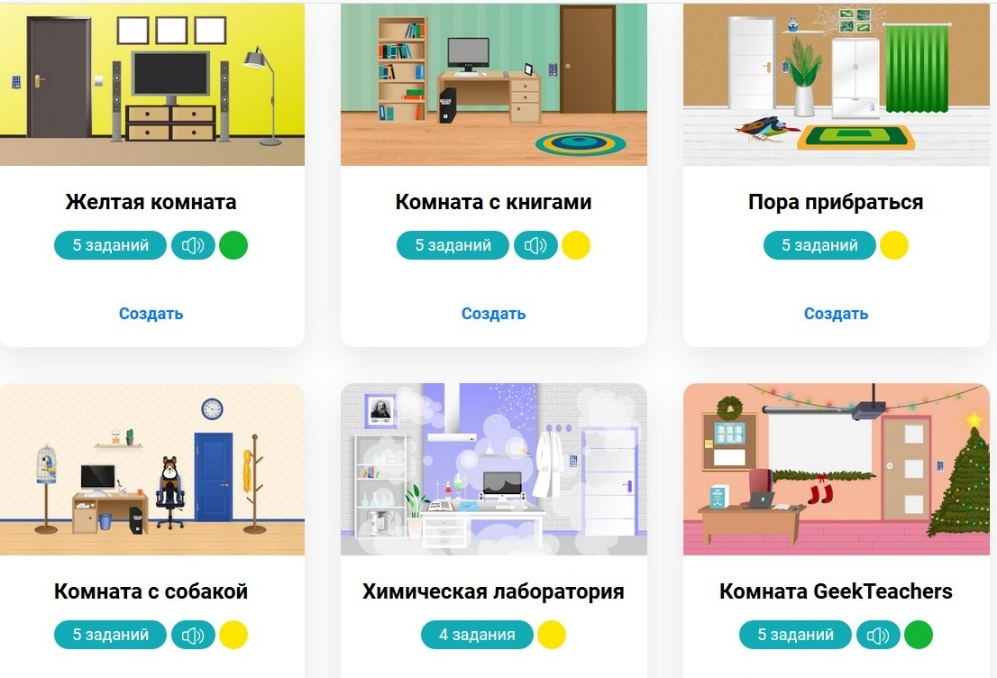 Желтая комната
5 заданий
Создать
Комната с книгами
5 заданий
Создать
Пора прибраться
5 заданий
Создать
Комната с собакой
5 заданий
Химическая лаборатория
4 задания
Комната GeekTeachers
5 заданий